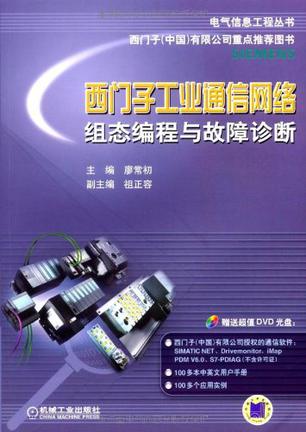 电气信息工程丛书
西门子(中国)有限公司重点推荐图书
SIEMENS
西门子工业通信网络
组态编程与故障诊断
主 编 廖常初
副主编 祖正容
赠送超值 DVD 光盘:
西门子(中国)有限公司授权的通信软件:
SIMATIC NET、Drivemonitor、iMap
PDM V6.0、S7-PDIAG (不含密钥)
100多本中英文用户手册
100多个应用实例
机械工业出版社
CHINA MACHINE PRESS